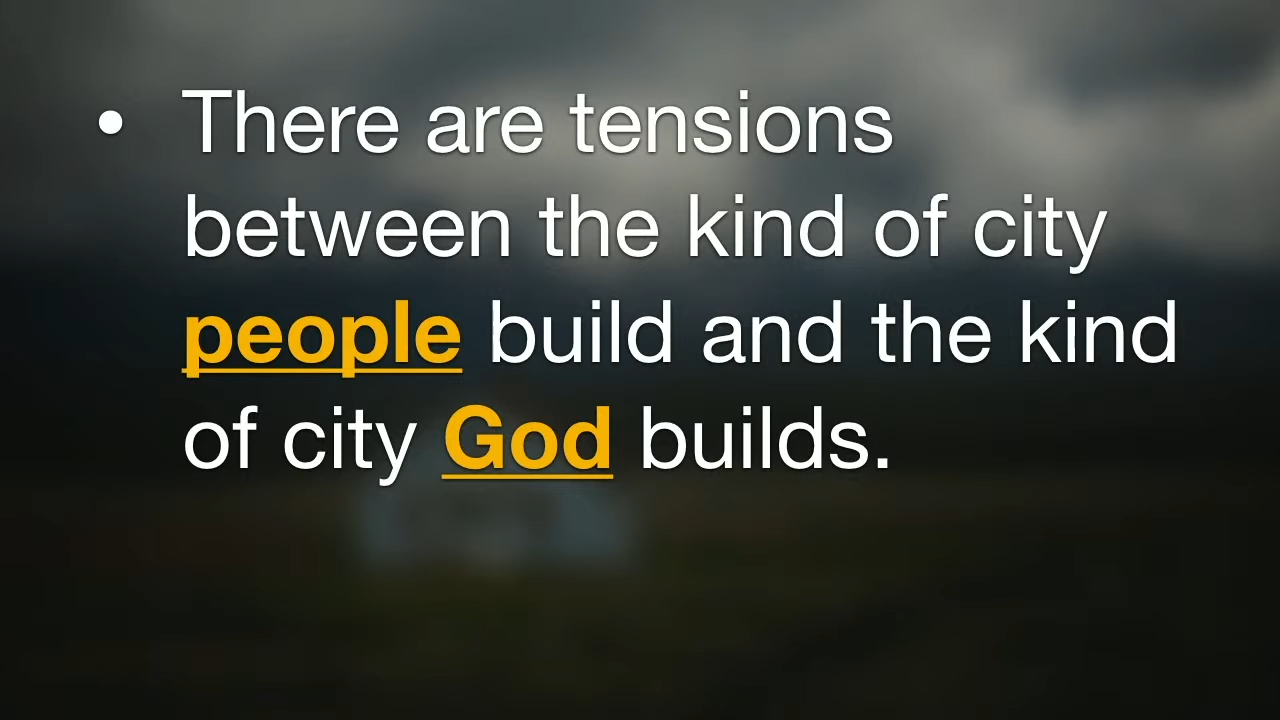 • There are tensions
between the kind of city
people build and the kind
of city God builds.